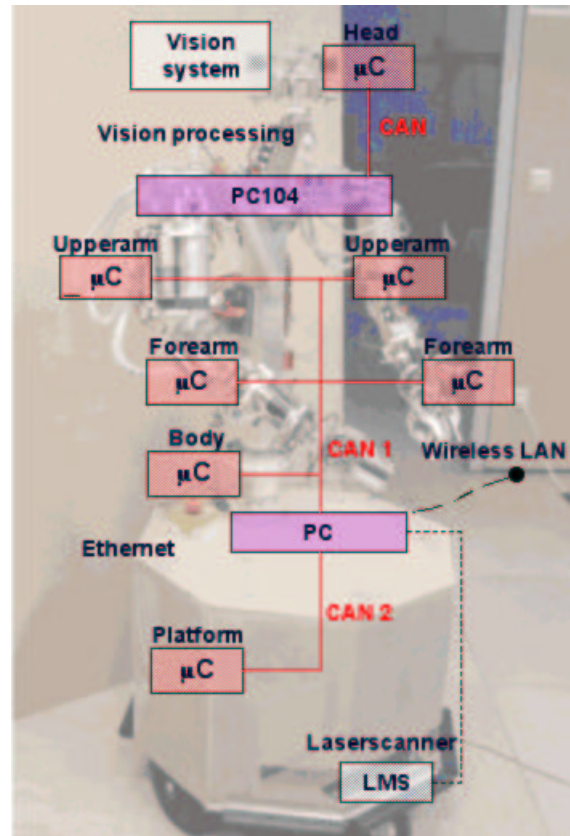 Vision
system
Head
μC
CAN
Vision processing
PC104
Upperarm
μC
Upperarm
μC
Forearm
μC
Forearm
μC
Body
μC
CAN 1
Wireless LAN
PC
Ethernet
CAN 2
Platform
μC
Laserscanner
LMS